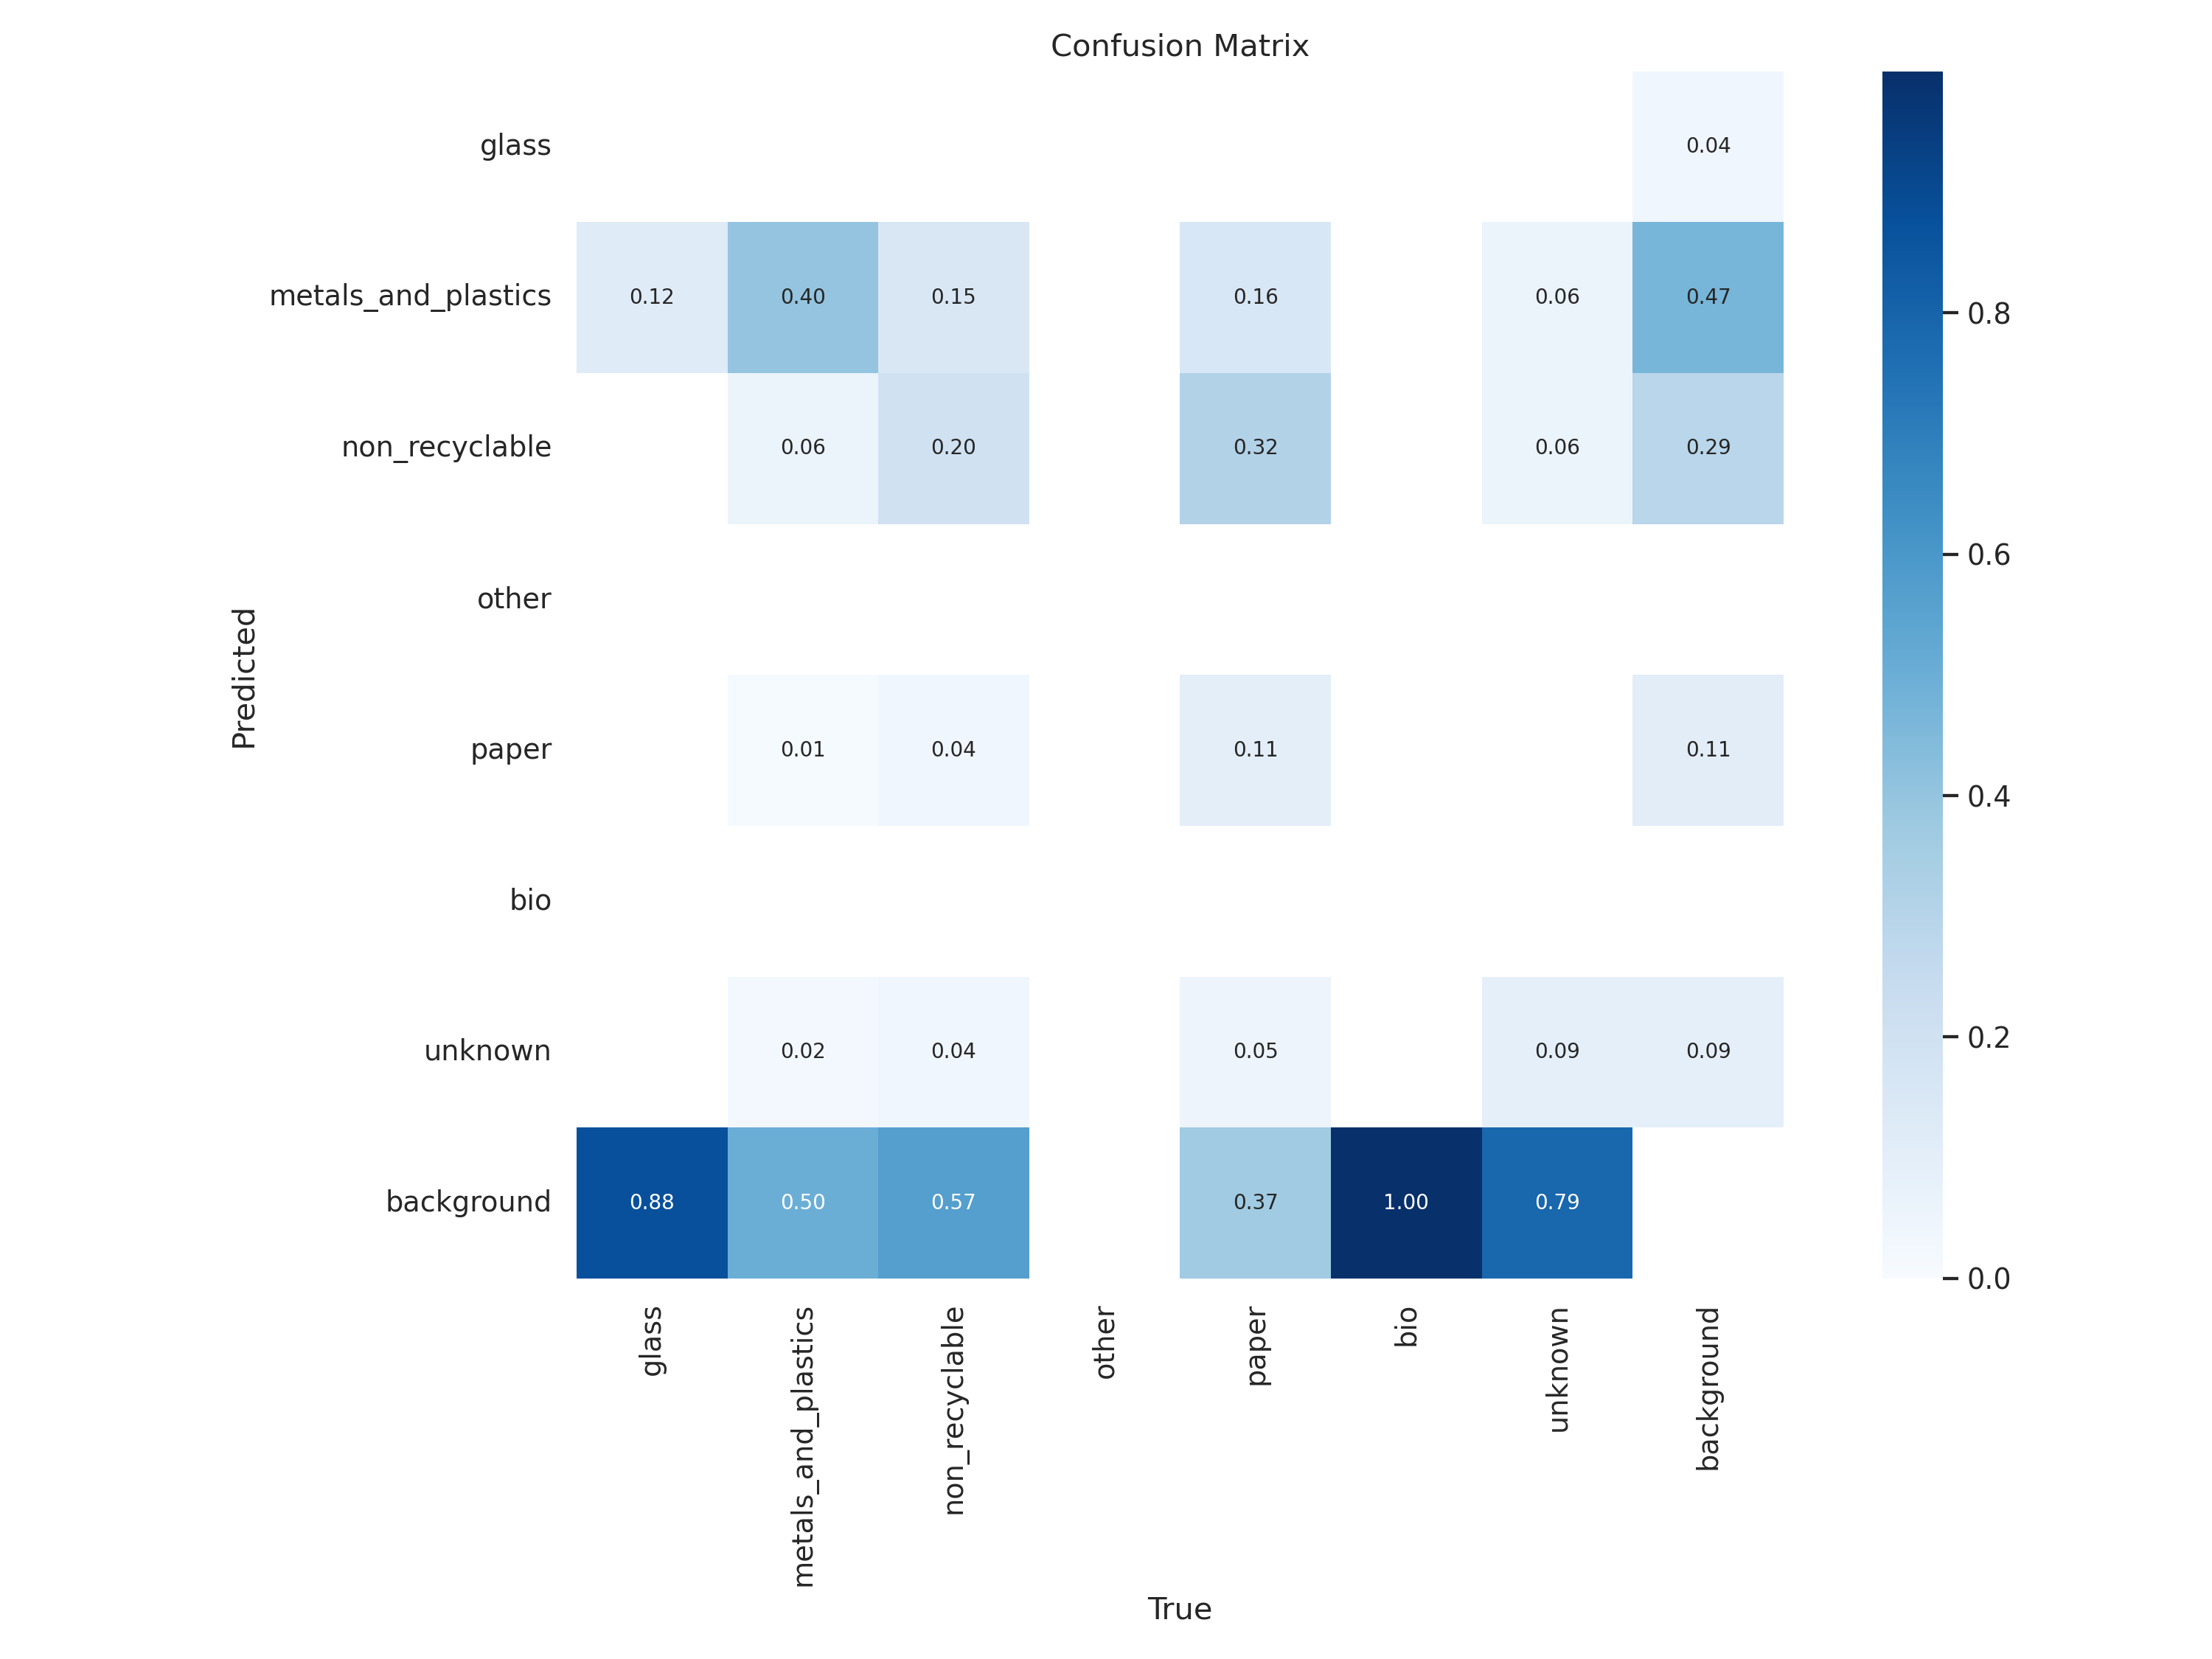 Confusion Matrix
glass
0.04
metals_and_plastics
0.12 0.40 0.15 0.16 0.06 0.47
non_recyclable
0.06 0.20 0.32 0.06 0.29
other
paper
0.01 0.04 0.11 0.11
bio
unknown
0.02 0.04 0.05 0.09 0.09
background
0.88 0.50 0.57 0.37 1.00 0.79
Predicted
glass
metals_and_plastics
non_recyclable
other
paper
bio
unknown
background
True
0.8
0.6
0.4
0.2
0.0